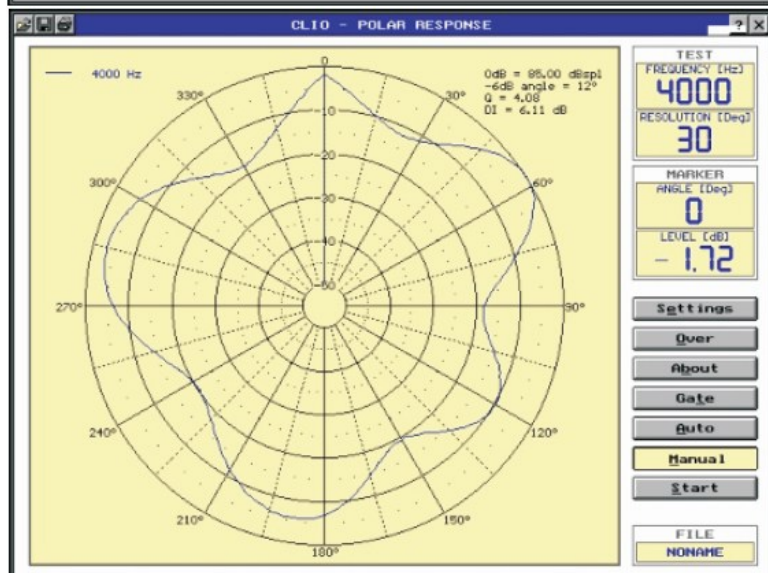 CLIO - POLAR RESPONSE
? ×
4000 Hz
0dB = 85.00 dBspl
-6dB angle = 12°
Q = 4.08
DI = 6.11 dB
0
330°
30°
-10
-20
300°
60°
-30
-40
-50
270°
90°
240°
120°
210°
150°
180°
TEST
FREQUENCY [Hz]
4000
RESOLUTION [Deg]
30
MARKER
ANGLE [Deg]
0
LEVEL [dB]
- 1.72
Settings
Over
About
Gate
Auto
Manual
Start
FILE
NONAME